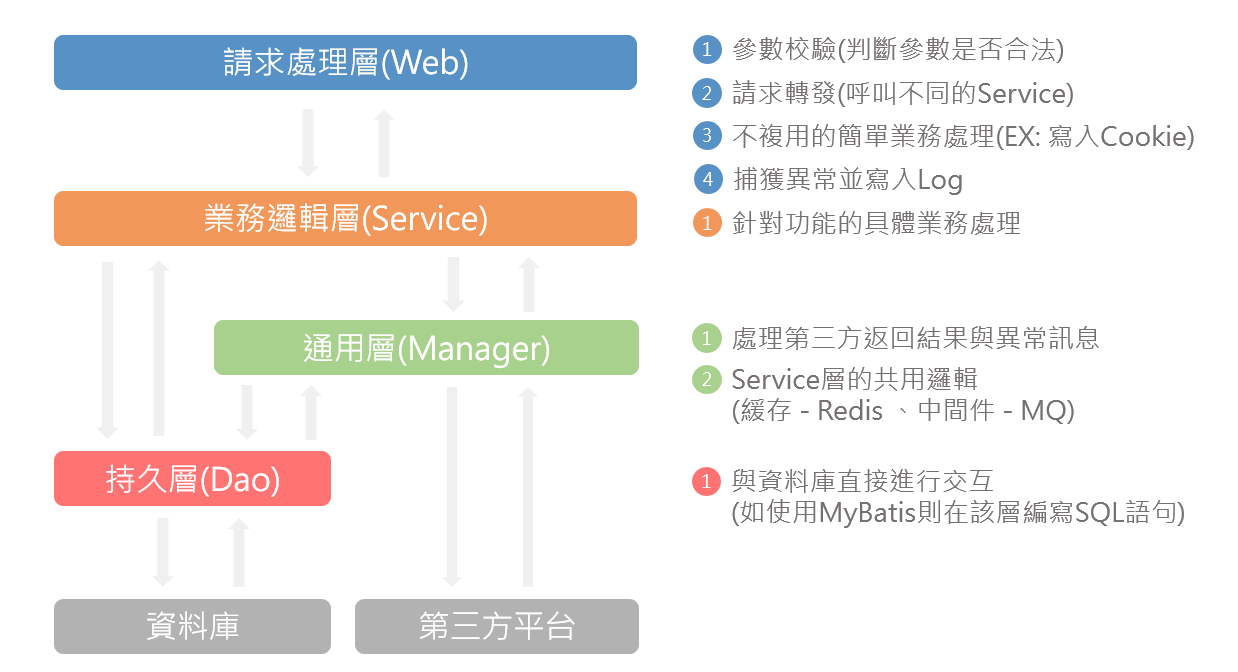 請求處理層(Web)
業務邏輯層(Service)
通用層(Manager)
持久層(Dao)
資料庫
第三方平台
1 參數校驗(判斷參數是否合法)
2 請求轉發(呼叫不同的Service)
3 不複用的簡單業務處理(EX: 寫入Cookie)
4 捕獲異常並寫入Log
1 針對功能的具體業務處理
1 處理第三方返回結果與異常訊息
2 Service層的共用邏輯
(緩存 - Redis 、中間件 - MQ)
1 與資料庫直接進行交互
(如使用MyBatis則在該層編寫SQL語句)